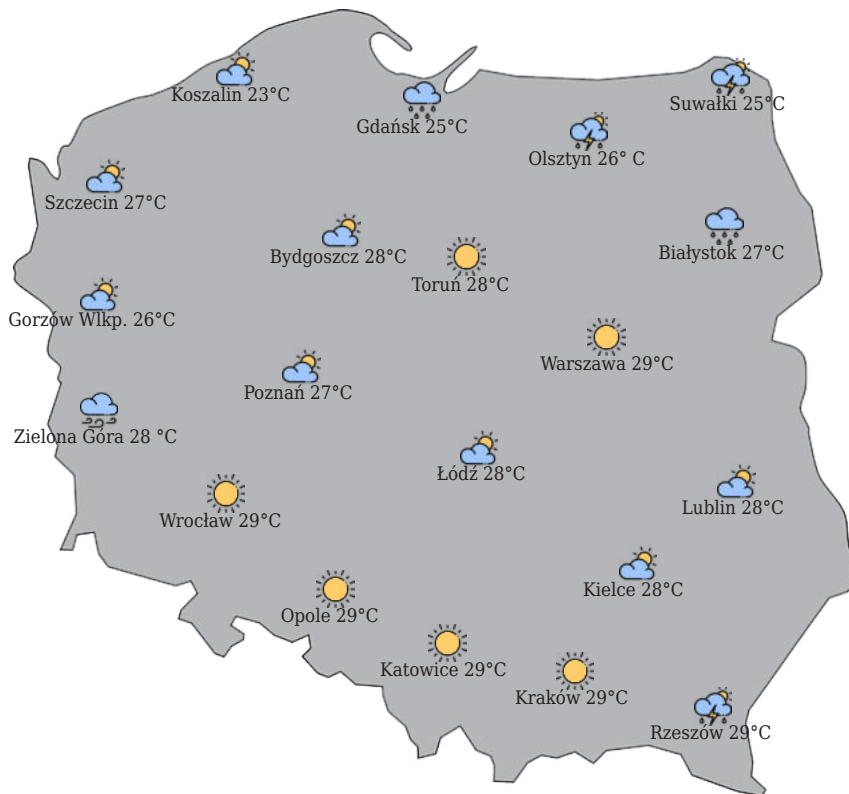 Koszalin 23°C
Suwałki 25°C
Gdańsk 25°C
Olsztyn 26° C
Szczecin 27°C
Bydgoszcz 28°C
Białystok 27°C
Toruń 28°C
Gorzów Wlkp. 26°C
Warszawa 29°C
Poznań 27°C
Zielona Góra 28 °C
Łódź 28°C
Lublin 28°C
Wrocław 29°C
Kielce 28°C
Opole 29°C
Katowice 29°C
Kraków 29°C
Rzeszów 29°C